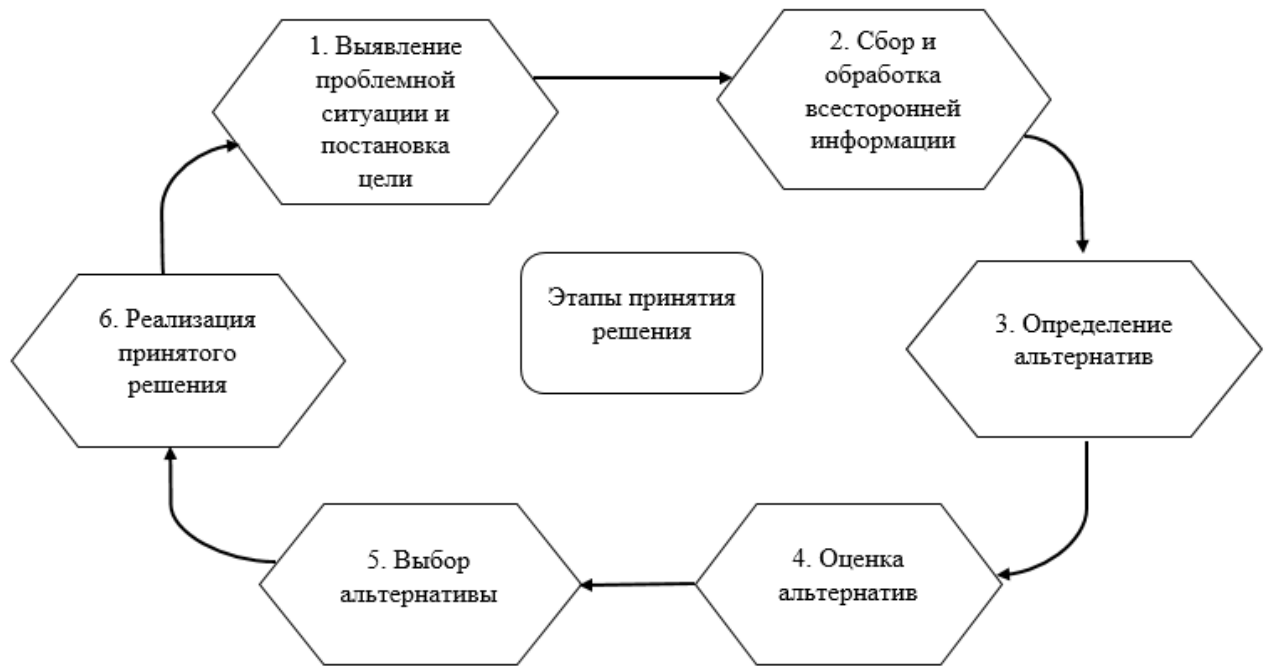 1. Выявление
проблемной
ситуации и
постановка
цели
2. Сбор и
обработка
всесторонней
информации
3. Определение
альтернатив
4. Оценка
альтернатив
5. Выбор
альтернативы
6. Реализация
принятого
решения
Этапы принятия
решения